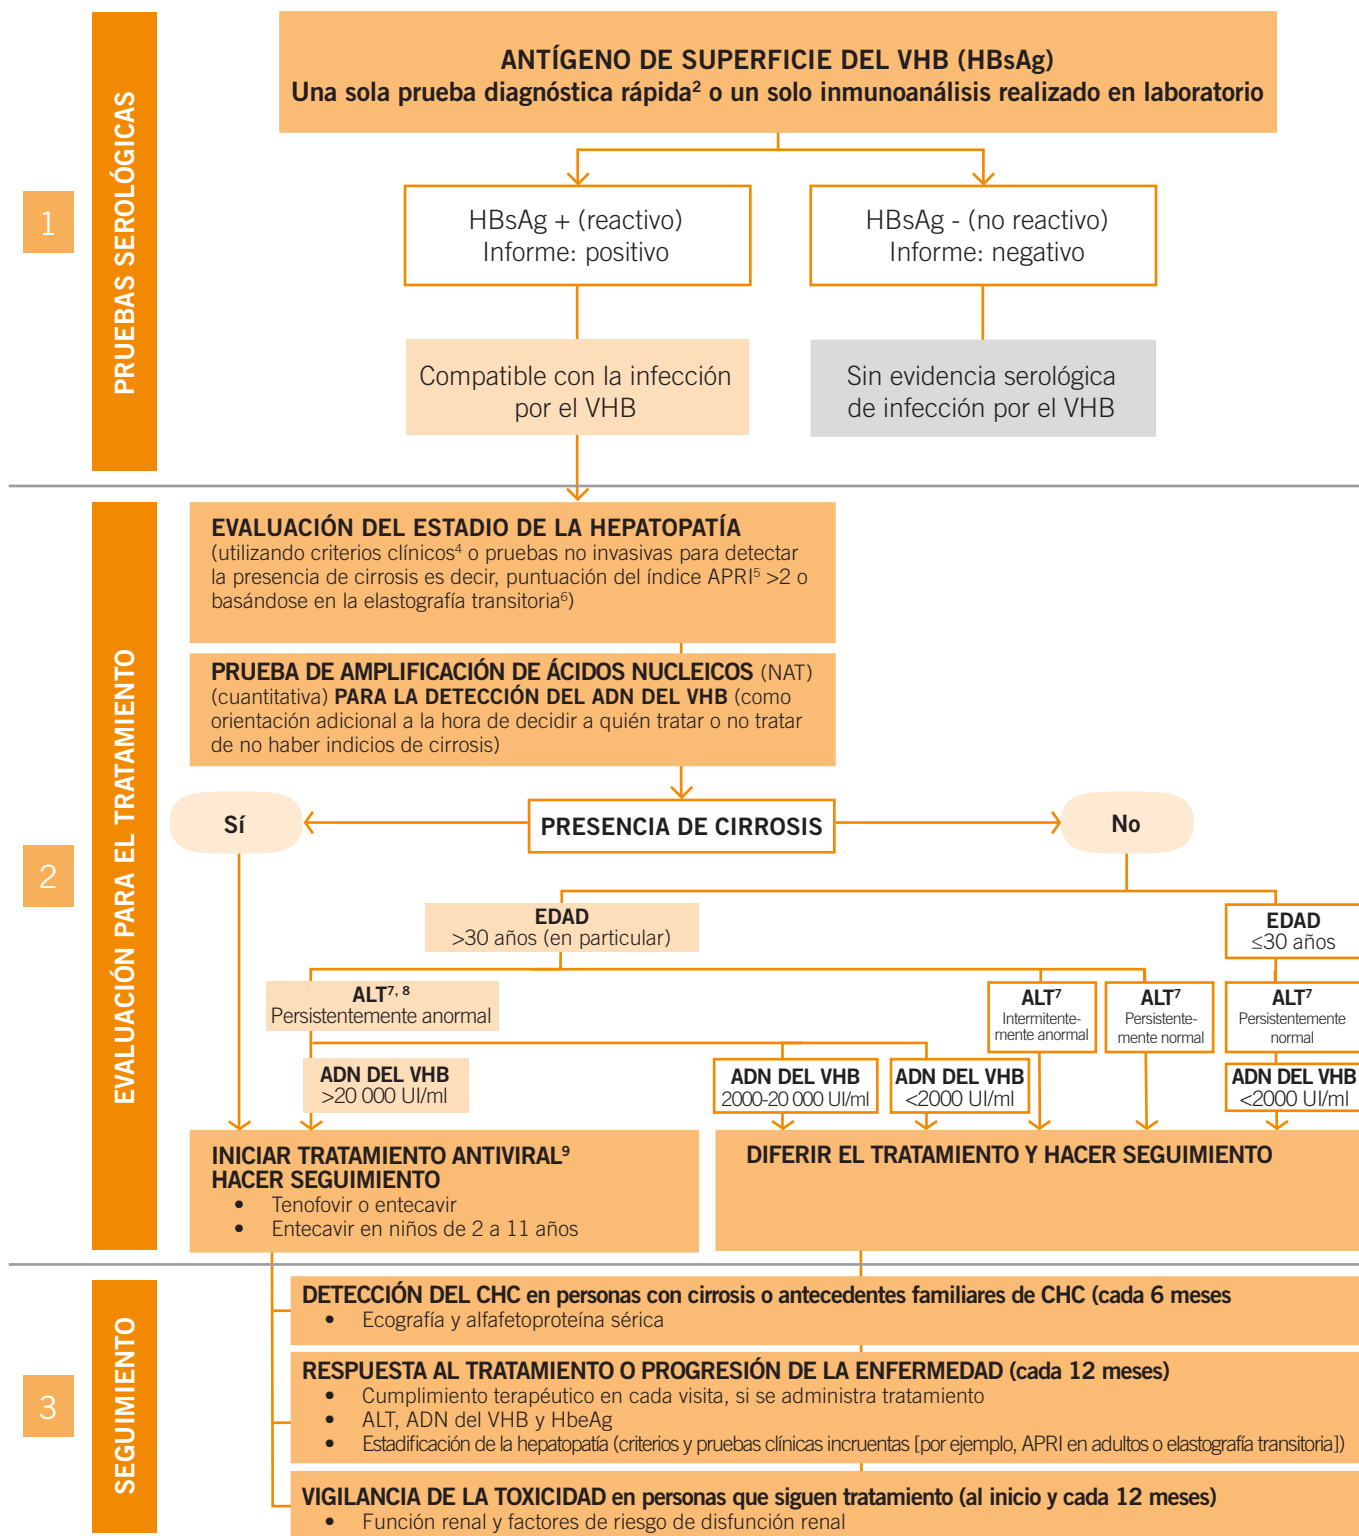 1
PRUEBAS SEROLÓGICAS
ANTÍGENO DE SUPERFICIE DEL VHB (HBsAg)
Una sola prueba diagnóstica rápida² o un solo inmunoanálisis realizado en laboratorio
HBsAg + (reactivo)
Informe: positivo
HBsAg - (no reactivo)
Informe: negativo
Compatible con la infección
por el VHB
Sin evidencia serológica
de infección por el VHB
2
EVALUACIÓN PARA EL TRATAMIENTO
EVALUACIÓN DEL ESTADIO DE LA HEPATOPATÍA
(utilizando criterios clínicos⁴ o pruebas no invasivas para detectar
la presencia de cirrosis es decir, puntuación del índice APRI⁵ >2 o
basándose en la elastografía transitoria⁶)
PRUEBA DE AMPLIFICACIÓN DE ÁCIDOS NUCLEICOS (NAT)
(cuantitativa) PARA LA DETECCIÓN DEL ADN DEL VHB (como
orientación adicional a la hora de decidir a quién tratar o no tratar
de no haber indicios de cirrosis)
Sí
PRESENCIA DE CIRROSIS
No
EDAD
>30 años (en particular)
EDAD
≤30 años
ALT⁷, ⁸
Persistentemente anormal
ALT⁷
Intermitente-
mente anormal
ALT⁷
Persistente-
mente normal
ALT⁷
Persistentemente
normal
ADN DEL VHB
>20 000 UI/ml
ADN DEL VHB
2000-20 000 UI/ml
ADN DEL VHB
<2000 UI/ml
ADN DEL VHB
<2000 UI/ml
INICIAR TRATAMIENTO ANTIVIRAL⁹
HACER SEGUIMIENTO
• Tenofovir o entecavir
• Entecavir en niños de 2 a 11 años
DIFERIR EL TRATAMIENTO Y HACER SEGUIMIENTO
3
SEGUIMIENTO
DETECCIÓN DEL CHC en personas con cirrosis o antecedentes familiares de CHC (cada 6 meses
• Ecografía y alfafetoproteína sérica
RESPUESTA AL TRATAMIENTO O PROGRESIÓN DE LA ENFERMEDAD (cada 12 meses)
• Cumplimiento terapéutico en cada visita, si se administra tratamiento
• ALT, ADN del VHB y HbeAg
• Estadificación de la hepatopatía (criterios y pruebas clínicas incruentas [por ejemplo, APRI en adultos o elastografía transitoria])
VIGILANCIA DE LA TOXICIDAD en personas que siguen tratamiento (al inicio y cada 12 meses)
• Función renal y factores de riesgo de disfunción renal